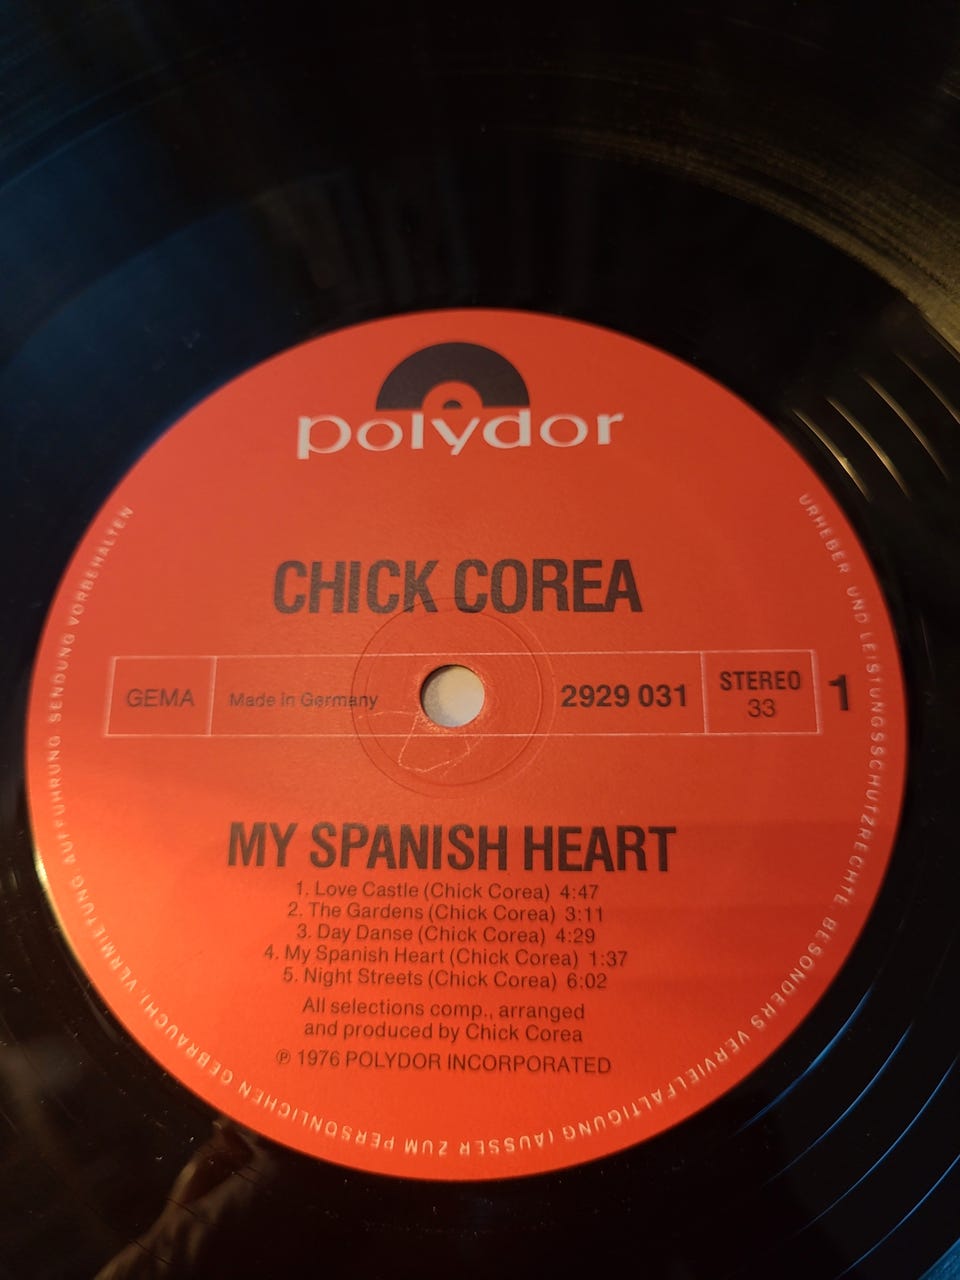 polydor
CHICK COREA
GEMA
Made in Germany
2929 031
STEREO
33
1
MY SPANISH HEART
1. Love Castle (Chick Corea) 4:47
2. The Gardens (Chick Corea) 3:11
3. Day Danse (Chick Corea) 4:29
4. My Spanish Heart (Chick Corea) 1:37
5. Night Streets (Chick Corea) 6:02
All selections comp., arranged
and produced by Chick Corea
℗ 1976 POLYDOR INCORPORATED
URHEBER UND LEISTUNGSSCHUTZRECHTE BESONDERS VERVIELFÄLTIGUNG (AUSSER ZUM PERSÖNLICHEN GEBRAUCH), VERMIETUNG AUFFÜHRUNG SENDUNG VORBEHALTEN